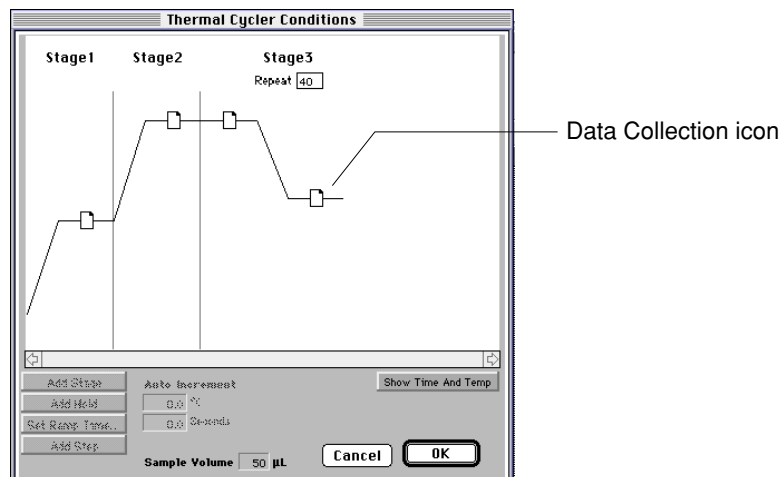 Thermal Cycler Conditions
Stage1 Stage2 Stage3
Repeat 40
Data Collection icon
Add Stage
Add Hold
Set Ramp Time..
Add Step
Auto Increment
0.0 °C
0.0 Seconds
Show Time And Temp
Sample Volume 50 µL
Cancel OK